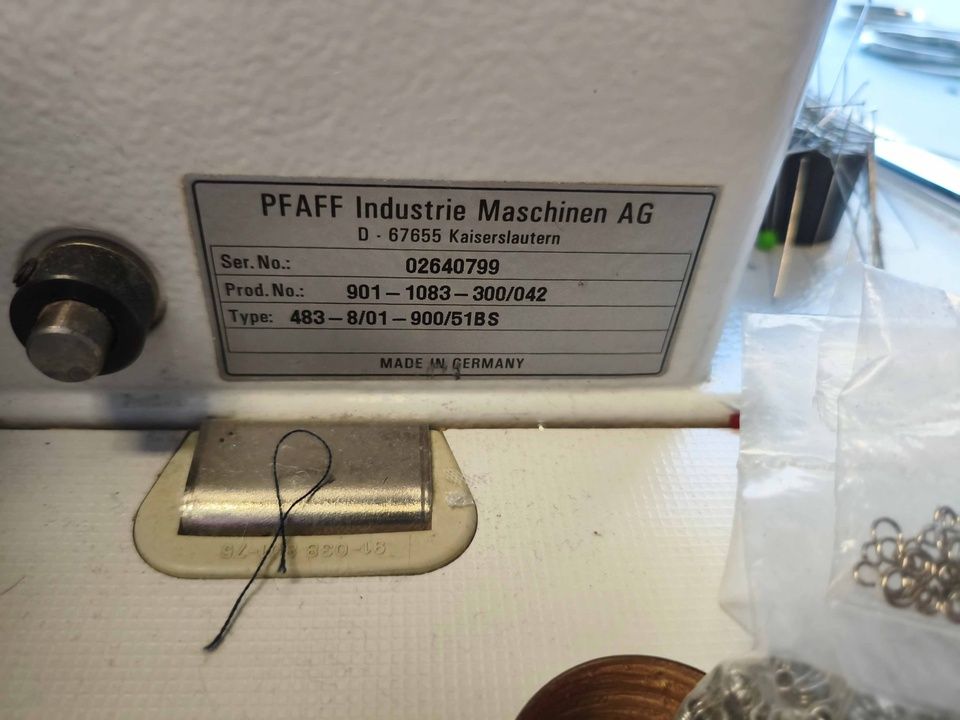 PFAFF Industrie Maschinen AG
D - 67655 Kaiserslautern
Ser. No.: 02640799
Prod. No.: 901 – 1083 – 300/042
Type: 483 – 8/01 – 900/51BS
MADE IN GERMANY